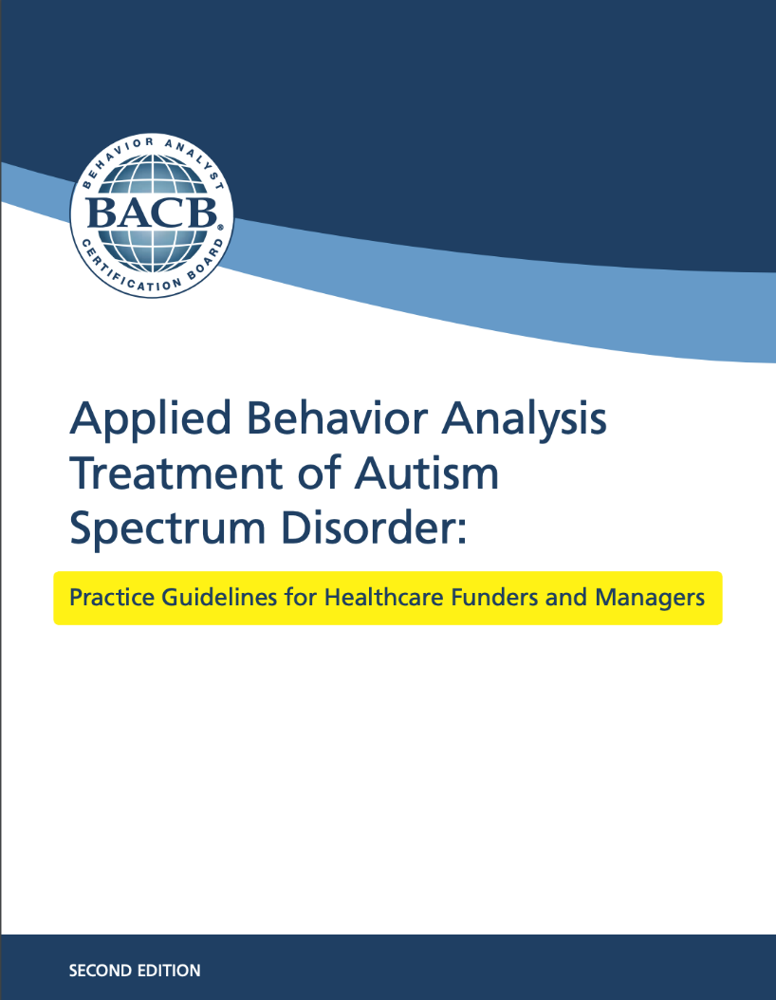 BEHAVIOR ANALYST
BACB®
CERTIFICATION BOARD
Applied Behavior Analysis
Treatment of Autism
Spectrum Disorder:
Practice Guidelines for Healthcare Funders and Managers
SECOND EDITION